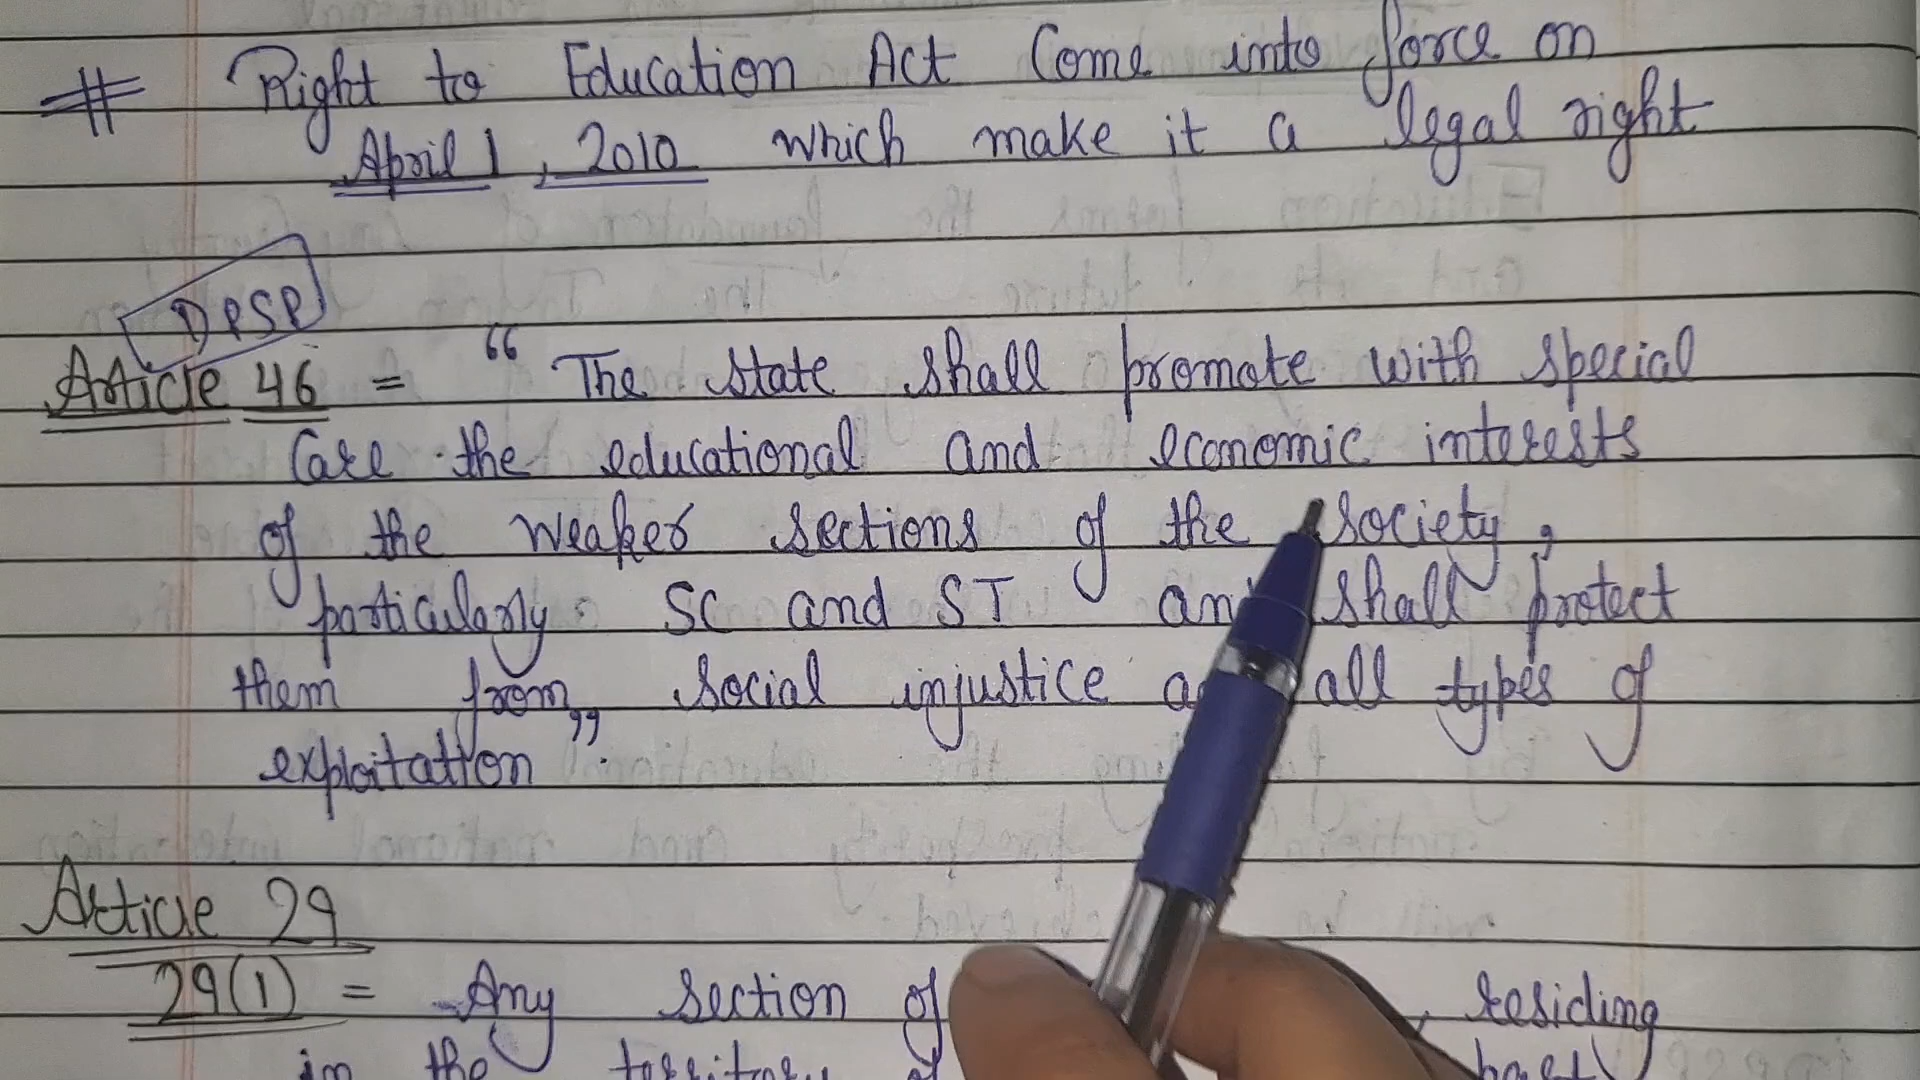 # Right to Education Act Come into force on
April 1, 2010 which make it a legal right
DPSP
Article 46 = "The State shall promote with special
Care the educational and economic interests
of the weaker sections of the society,
particularly SC and ST and shall protect
them from social injustice all types of
exploitation".
Article 29
29(1) = Any section of , residing
in the territory of